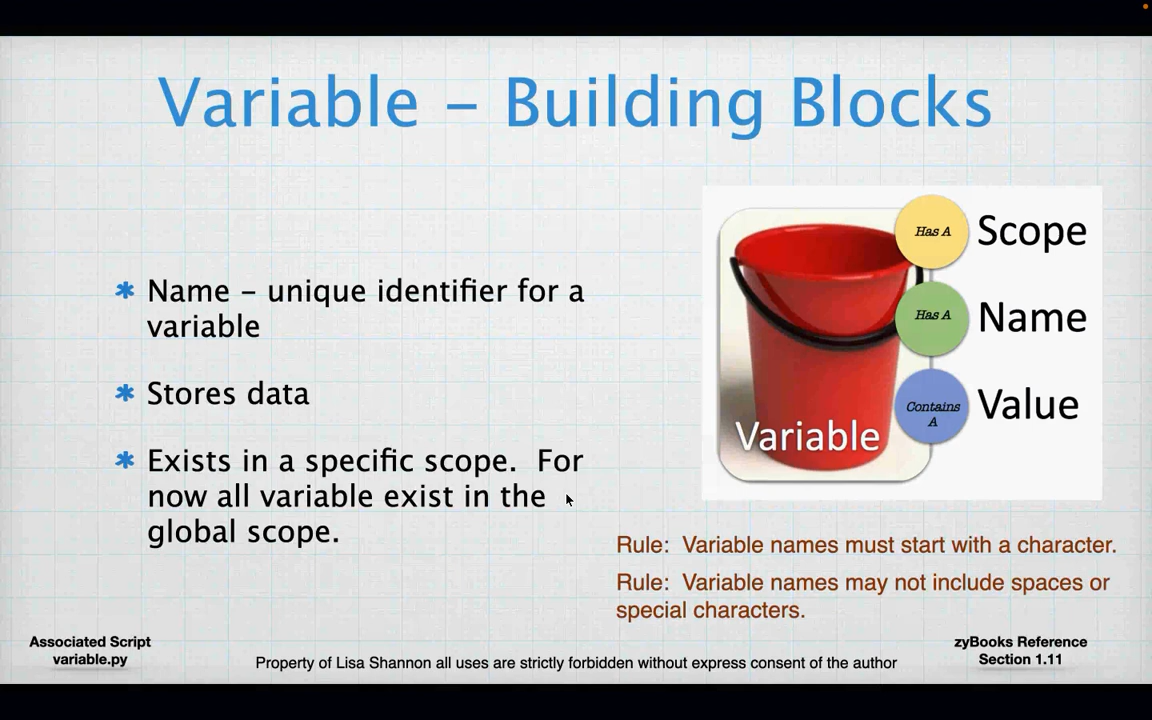 Variable – Building Blocks
Name – unique identifier for a
variable
Stores data
Exists in a specific scope.  For
now all variable exist in the
global scope.
Has A Scope
Has A Name
Contains
A
Value
Variable
Rule:  Variable names must start with a character.
Rule:  Variable names may not include spaces or
special characters.
Associated Script
variable.py
Property of Lisa Shannon all uses are strictly forbidden without express consent of the author
zyBooks Reference
Section 1.11